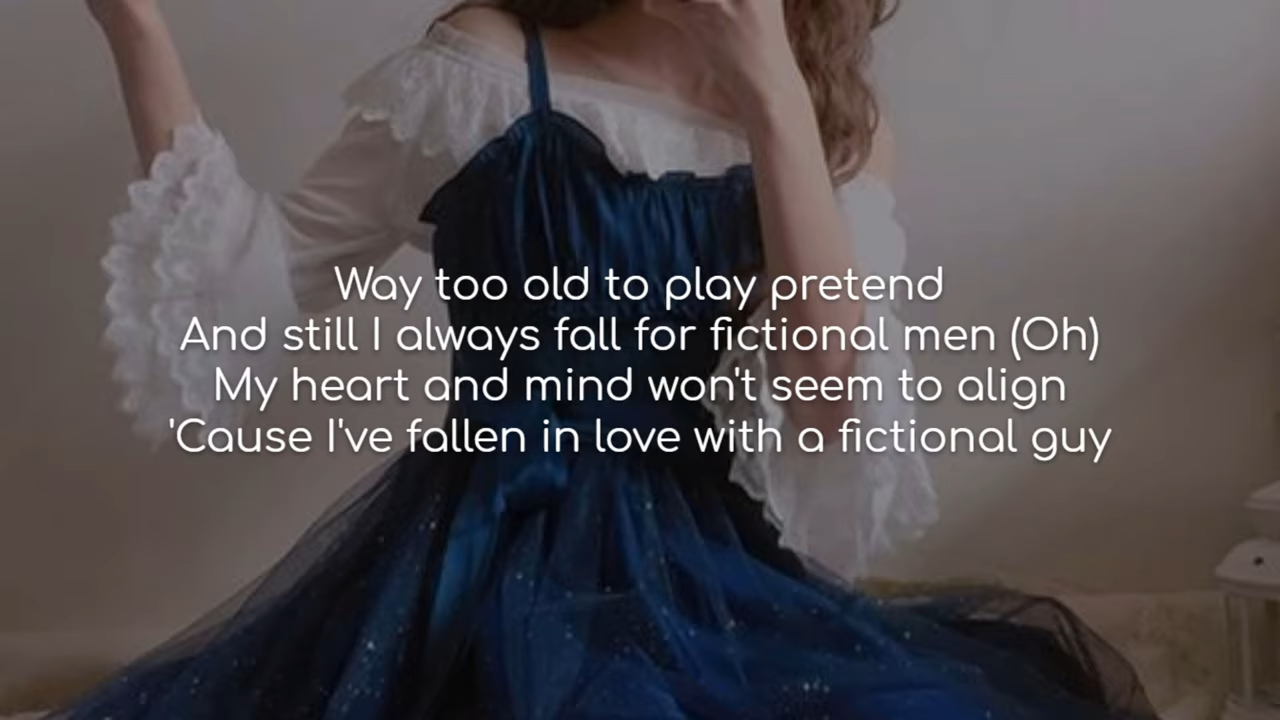 Way too old to play pretend
And still I always fall for fictional men (Oh)
My heart and mind won't seem to align
'Cause I've fallen in love with a fictional guy